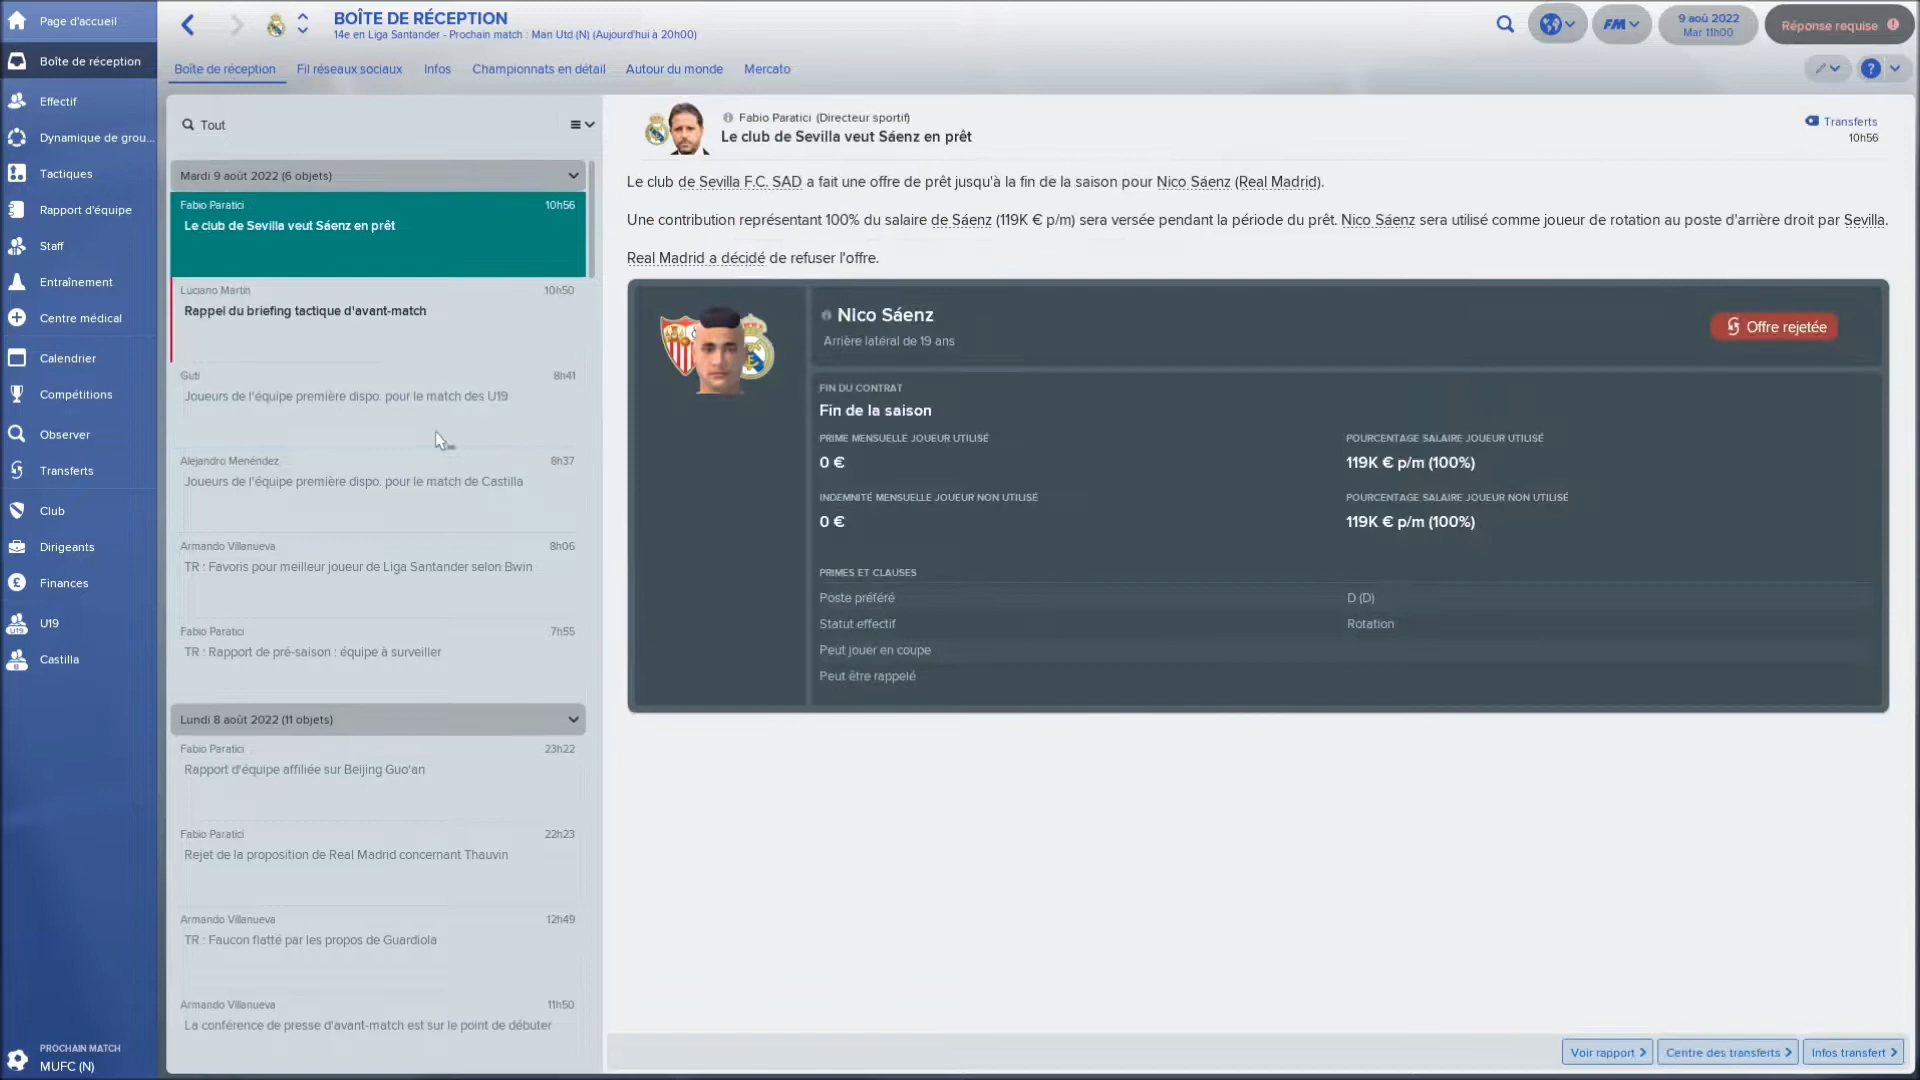 Page d'accueil
Boîte de réception
Effectif
Dynamique de grou...
Tactiques
Rapport d'équipe
Staff
Entraînement
Centre médical
Calendrier
Compétitions
Observer
Transferts
Club
Dirigeants
Finances
U19
Castilla
PROCHAIN MATCH
MUFC (N)
BOÎTE DE RÉCEPTION
14e en Liga Santander - Prochain match : Man Utd (N) (Aujourd'hui à 20h00)
FM
9 aoû 2022
Mar 11h00
Réponse requise
Boîte de réception Fil réseaux sociaux Infos Championnats en détail Autour du monde Mercato
Tout
Mardi 9 août 2022 (6 objets)
Fabio Paratici 10h56
Le club de Sevilla veut Sáenz en prêt
Luciano Martín 10h50
Rappel du briefing tactique d'avant-match
Guti 8h41
Joueurs de l'équipe première dispo. pour le match des U19
Alejandro Menéndez 8h37
Joueurs de l'équipe première dispo. pour le match de Castilla
Armando Villanueva 8h06
TR : Favoris pour meilleur joueur de Liga Santander selon Bwin
Fabio Paratici 7h55
TR : Rapport de pré-saison : équipe à surveiller
Lundi 8 août 2022 (11 objets)
Fabio Paratici 23h22
Rapport d'équipe affiliée sur Beijing Guo'an
Fabio Paratici 22h23
Rejet de la proposition de Real Madrid concernant Thauvin
Armando Villanueva 12h49
TR : Faucon flatté par les propos de Guardiola
Armando Villanueva 11h50
La conférence de presse d'avant-match est sur le point de débuter
Fabio Paratici (Directeur sportif)
Le club de Sevilla veut Sáenz en prêt
Transferts
10h56
Le club de Sevilla F.C. SAD a fait une offre de prêt jusqu'à la fin de la saison pour Nico Sáenz (Real Madrid).
Une contribution représentant 100% du salaire de Sáenz (119K € p/m) sera versée pendant la période du prêt. Nico Sáenz sera utilisé comme joueur de rotation au poste d'arrière droit par Sevilla.
Real Madrid a décidé de refuser l'offre.
Nico Sáenz
Arrière latéral de 19 ans
Offre rejetée
FIN DU CONTRAT
Fin de la saison
PRIME MENSUELLE JOUEUR UTILISÉ POURCENTAGE SALAIRE JOUEUR UTILISÉ
0 € 119K € p/m (100%)
INDEMNITÉ MENSUELLE JOUEUR NON UTILISÉ POURCENTAGE SALAIRE JOUEUR NON UTILISÉ
0 € 119K € p/m (100%)
PRIMES ET CLAUSES
Poste préféré D (D)
Statut effectif Rotation
Peut jouer en coupe
Peut être rappelé
Voir rapport Centre des transferts Infos transfert